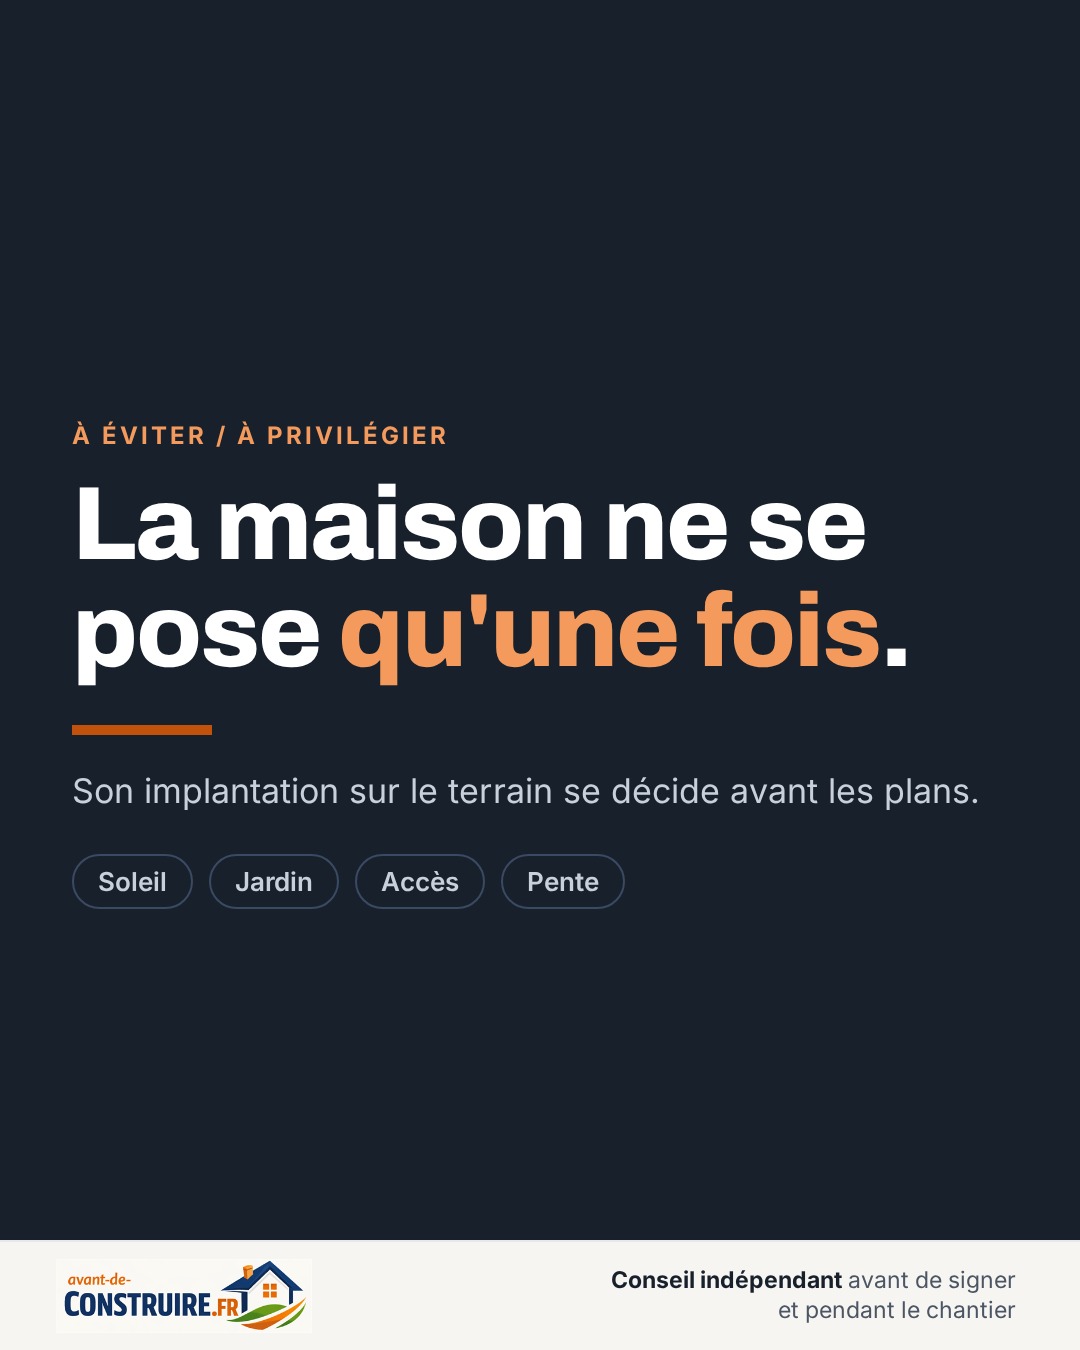 À ÉVITER / À PRIVILÉGIER
La maison ne se
pose qu'une fois.
Son implantation sur le terrain se décide avant les plans.
Soleil Jardin Accès Pente
avant-de-
CONSTRUIRE.FR
Conseil indépendant avant de signer
et pendant le chantier